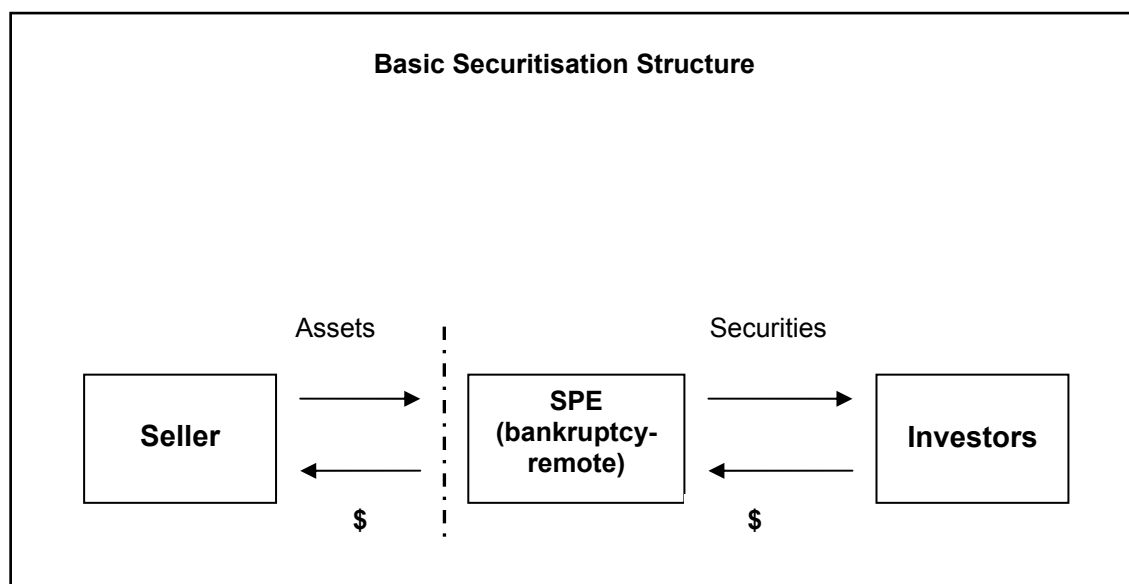 Basic Securitisation Structure
Assets
Securities
Seller
SPE
(bankruptcy-
remote)
Investors
$
$